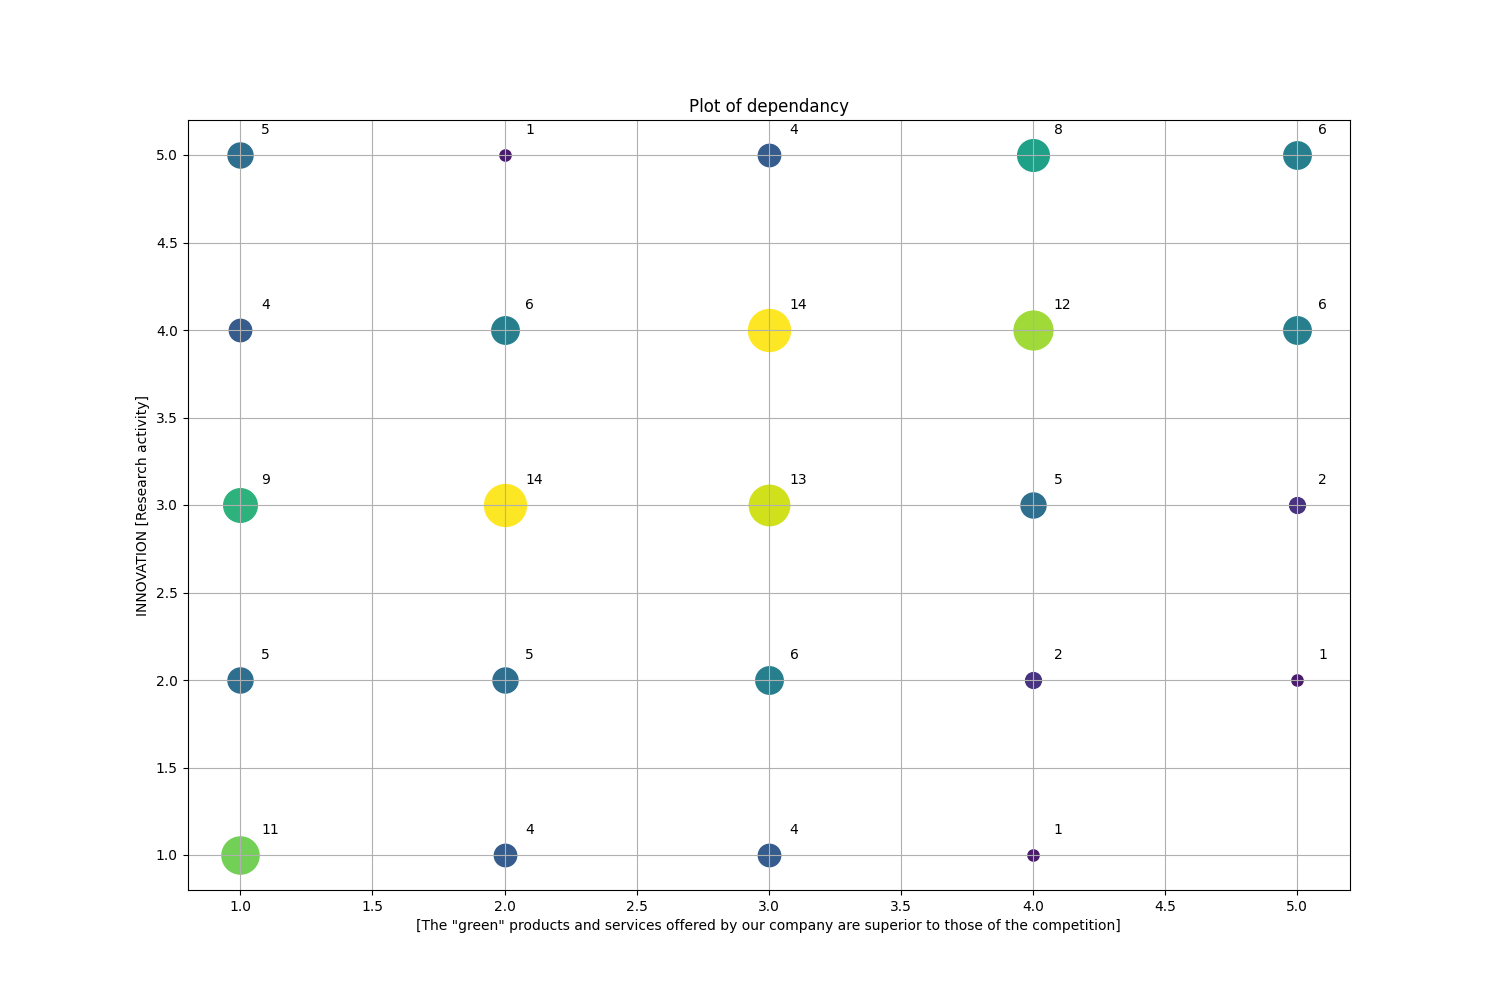 Plot of dependancy
5 1 4 8 6
5.0
4.5
4 6 14 12 6
4.0
3.5
9 14 13 5 2
3.0
2.5
5 5 6 2 1
2.0
1.5
11 4 4 1
1.0
1.0 1.5 2.0 2.5 3.0 3.5 4.0 4.5 5.0
[The "green" products and services offered by our company are superior to those of the competition]
INNOVATION [Research activity]